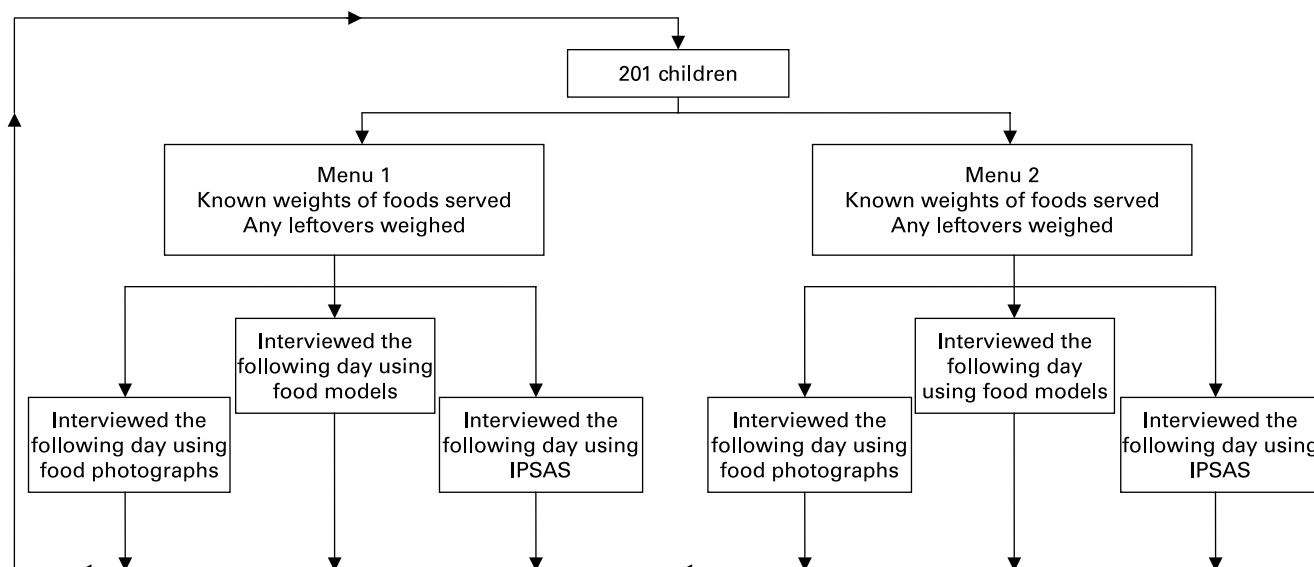 201 children
Menu 1
Known weights of foods served
Any leftovers weighed
Menu 2
Known weights of foods served
Any leftovers weighed
Interviewed the
following day using
food models
Interviewed the
following day using
food photographs
Interviewed the
following day using
IPSAS
Interviewed the
following day
using food models
Interviewed the
following day using
food photographs
Interviewed the
following day using
IPSAS